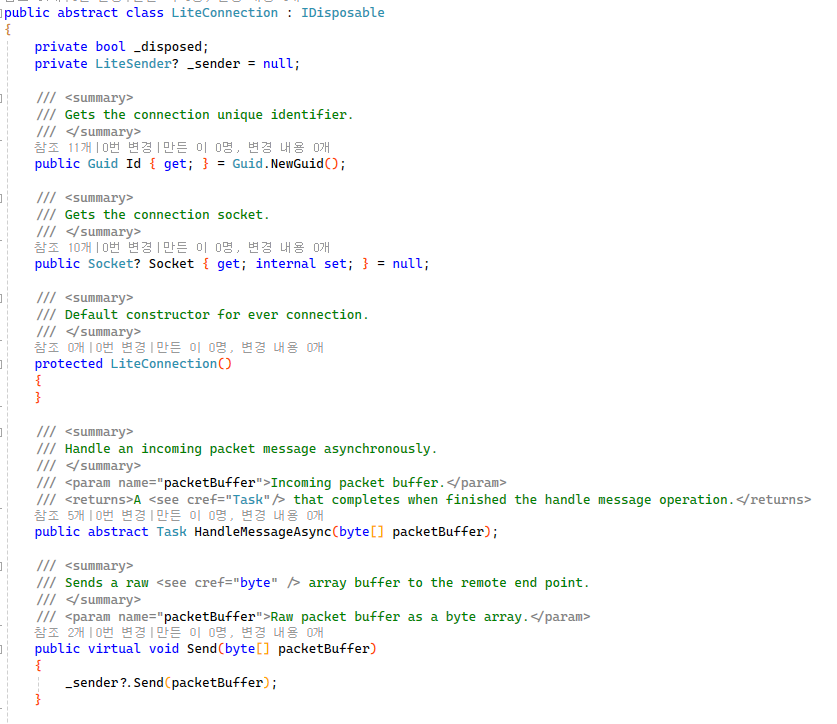 public abstract class LiteConnection : IDisposable
{
private bool _disposed;
private LiteSender? _sender = null;
/// <summary>
/// Gets the connection unique identifier.
/// </summary>
참조 11개|0번 변경|만든 이 0명, 변경 내용 0개
public Guid Id { get; } = Guid.NewGuid();
/// <summary>
/// Gets the connection socket.
/// </summary>
참조 10개|0번 변경|만든 이 0명, 변경 내용 0개
public Socket? Socket { get; internal set; } = null;
/// <summary>
/// Default constructor for ever connection.
/// </summary>
참조 0개|0번 변경|만든 이 0명, 변경 내용 0개
protected LiteConnection()
{
}
/// <summary>
/// Handle an incoming packet message asynchronously.
/// </summary>
/// <param name="packetBuffer">Incoming packet buffer.</param>
/// <returns>A <see cref="Task"/> that completes when finished the handle message operation.</returns>
참조 5개|0번 변경|만든 이 0명, 변경 내용 0개
public abstract Task HandleMessageAsync(byte[] packetBuffer);
/// <summary>
/// Sends a raw <see cref="byte" /> array buffer to the remote end point.
/// </summary>
/// <param name="packetBuffer">Raw packet buffer as a byte array.</param>
참조 2개|0번 변경|만든 이 0명, 변경 내용 0개
public virtual void Send(byte[] packetBuffer)
{
_sender?.Send(packetBuffer);
}